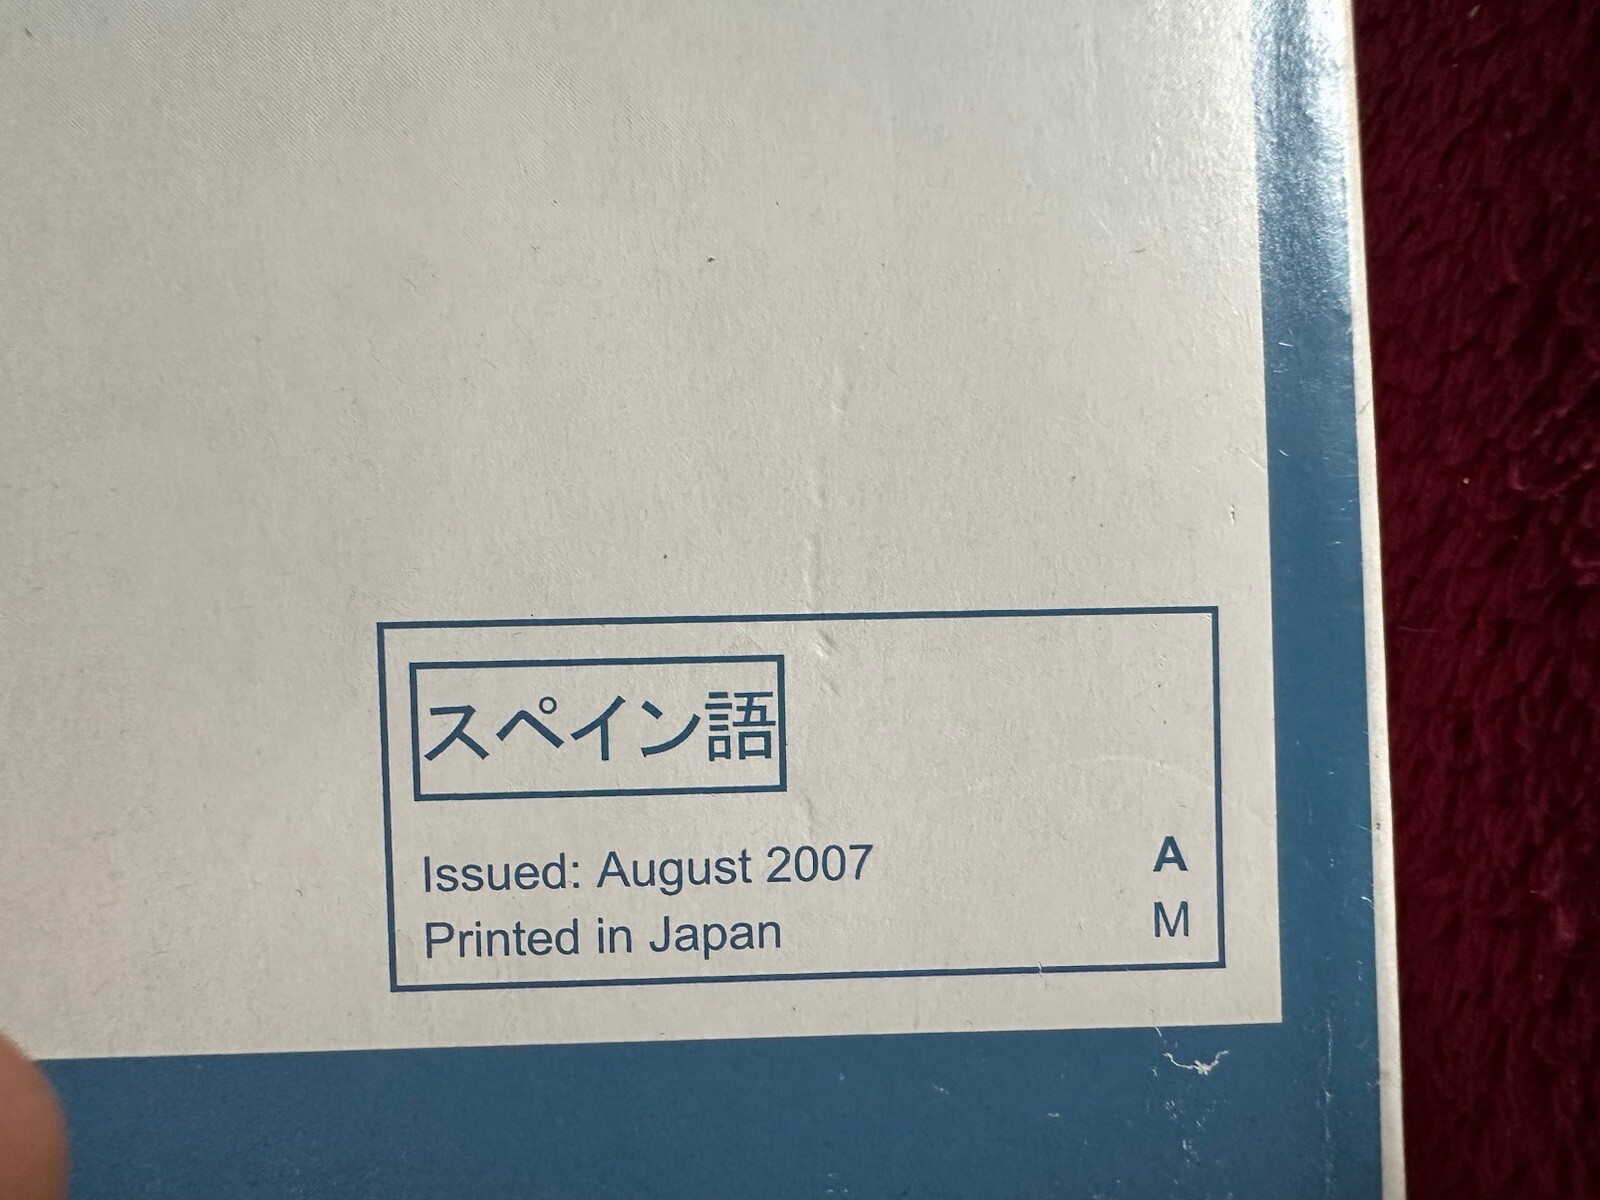 スペイン語
Issued: August 2007
A
Printed in Japan
M